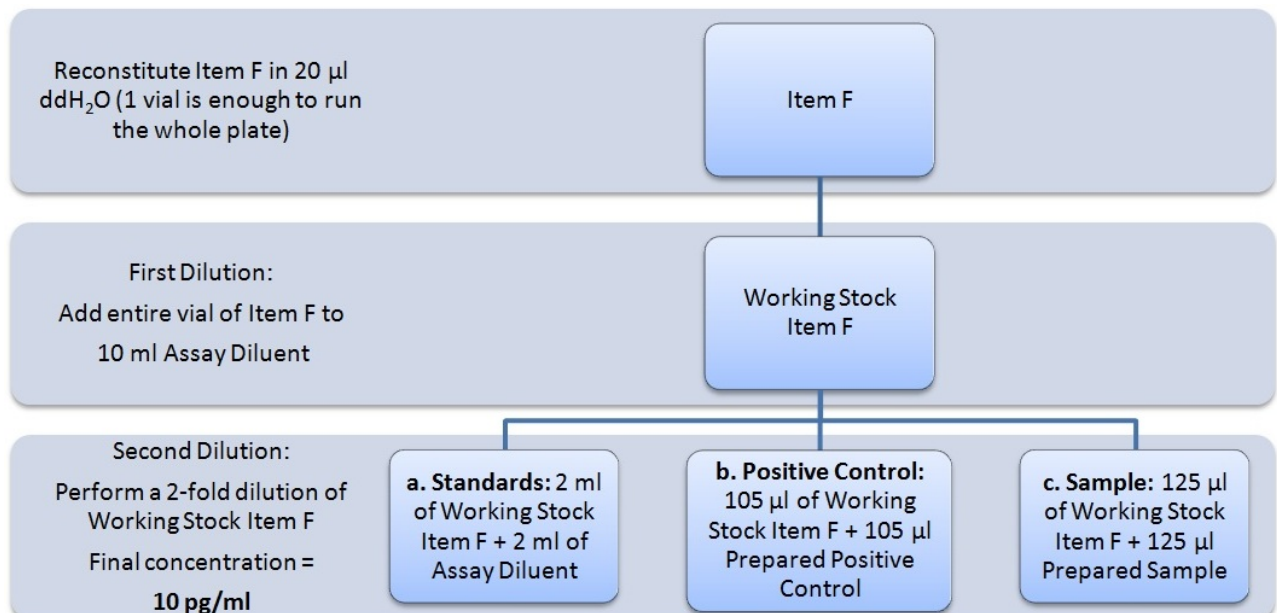 Reconstitute Item F in 20 µl
ddH₂O (1 vial is enough to run
the whole plate)
Item F
First Dilution:
Add entire vial of Item F to
10 ml Assay Diluent
Working Stock
Item F
Second Dilution:
Perform a 2-fold dilution of
Working Stock Item F
Final concentration =
10 pg/ml
a. Standards: 2 ml
of Working Stock
Item F + 2 ml of
Assay Diluent
b. Positive Control:
105 µl of Working
Stock Item F + 105 µl
Prepared Positive
Control
c. Sample: 125 µl
of Working Stock
Item F + 125 µl
Prepared Sample